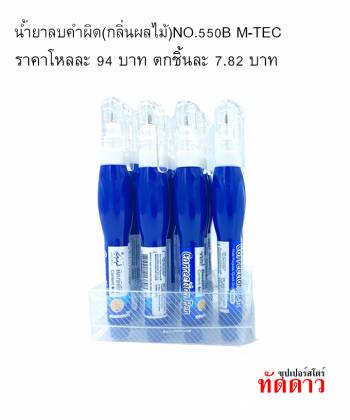 น้ำยาลบคำผิด(กลิ่นผลไม้)NO.550B M-TEC
ราคาโหลละ 94 บาท ตกชิ้นละ 7.82 บาท
ซุปเปอร์สโตร์
ทัดดาว